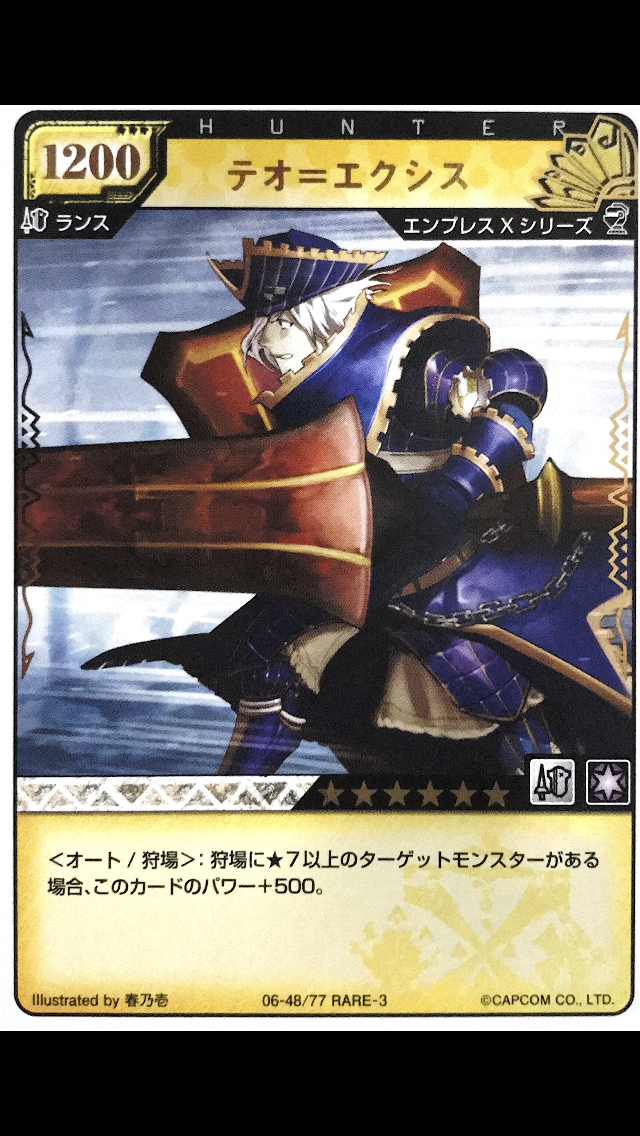 HUNTER
1200
テオ=エクシス
ランス
エンプレスXシリーズ
★★★★★★
<オート / 狩場>: 狩場に★7以上のターゲットモンスターがある
場合、このカードのパワー+500。
Illustrated by 春乃壱
06-48/77 RARE-3
©CAPCOM CO., LTD.